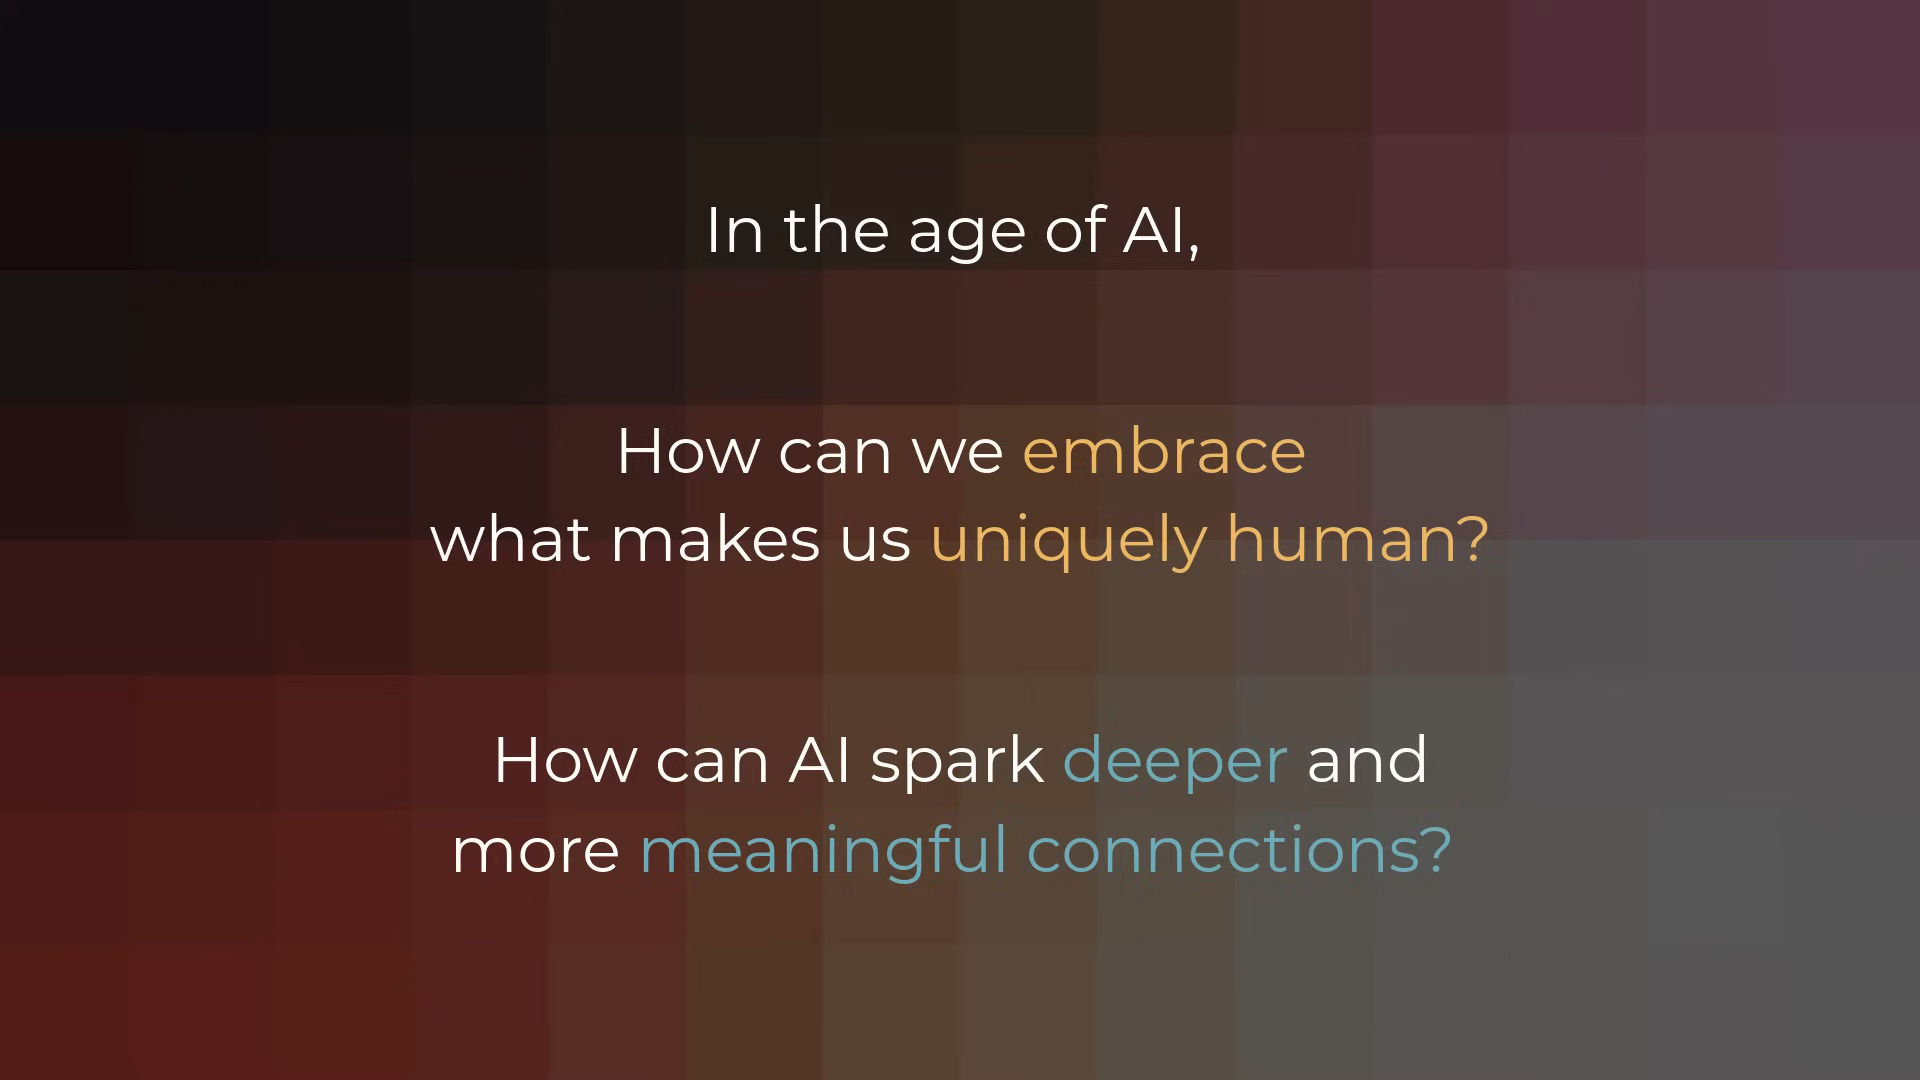 In the age of AI,
How can we embrace
what makes us uniquely human?
How can AI spark deeper and
more meaningful connections?